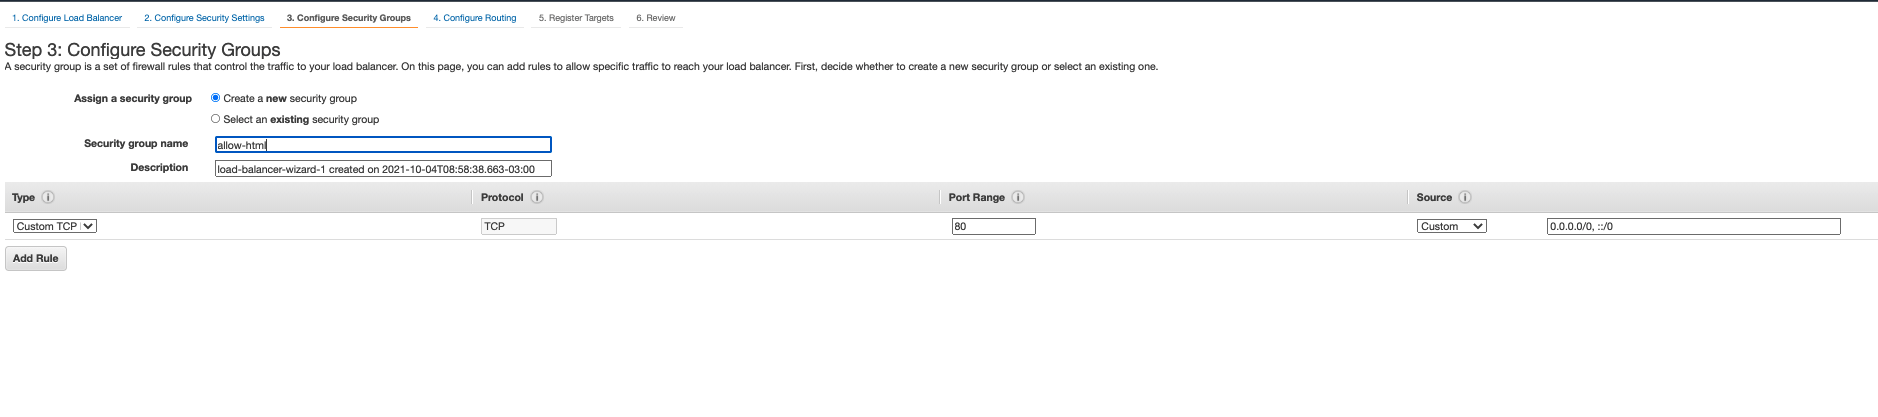 1. Configure Load Balancer 2. Configure Security Settings 3. Configure Security Groups 4. Configure Routing 5. Register Targets 6. Review
Step 3: Configure Security Groups
A security group is a set of firewall rules that control the traffic to your load balancer. On this page, you can add rules to allow specific traffic to reach your load balancer. First, decide whether to create a new security group or select an existing one.
Assign a security group Create a new security group
Select an existing security group
Security group name allow-html
Description load-balancer-wizard-1 created on 2021-10-04T08:58:38.663-03:00
Type Protocol Port Range Source
Custom TCP TCP 80 Custom 0.0.0.0/0, ::/0
Add Rule